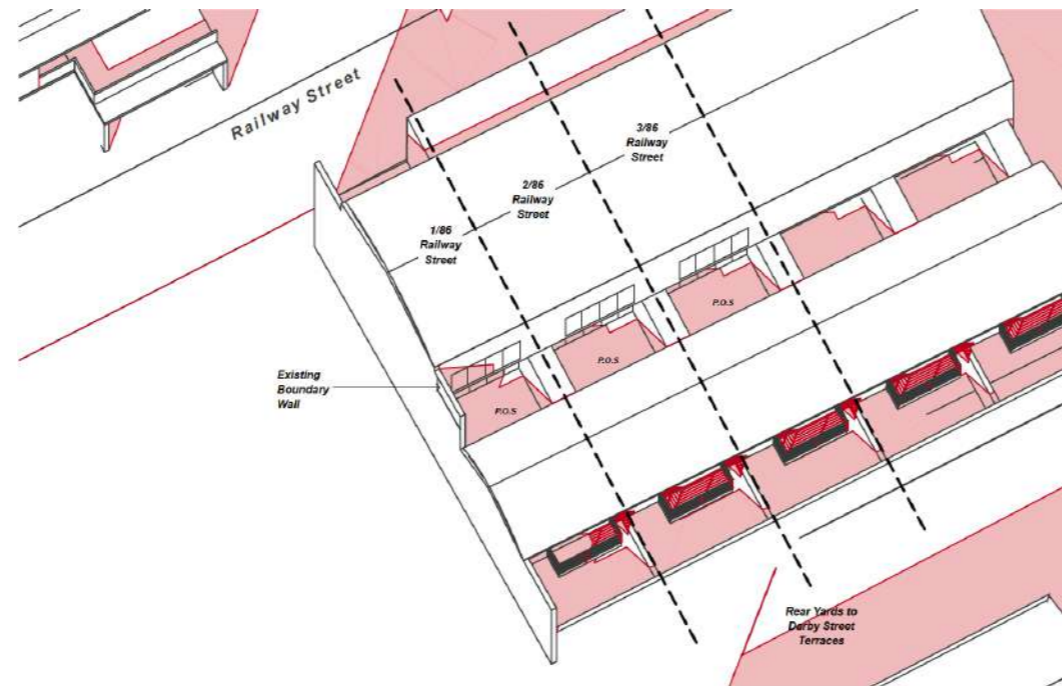 Railway Street
3/86
Railway
Street
2/86
Railway
Street
1/86
Railway
Street
P.O.S
P.O.S
P.O.S
Existing
Boundary
Wall
Rear Yards to
Darby Street
Terraces